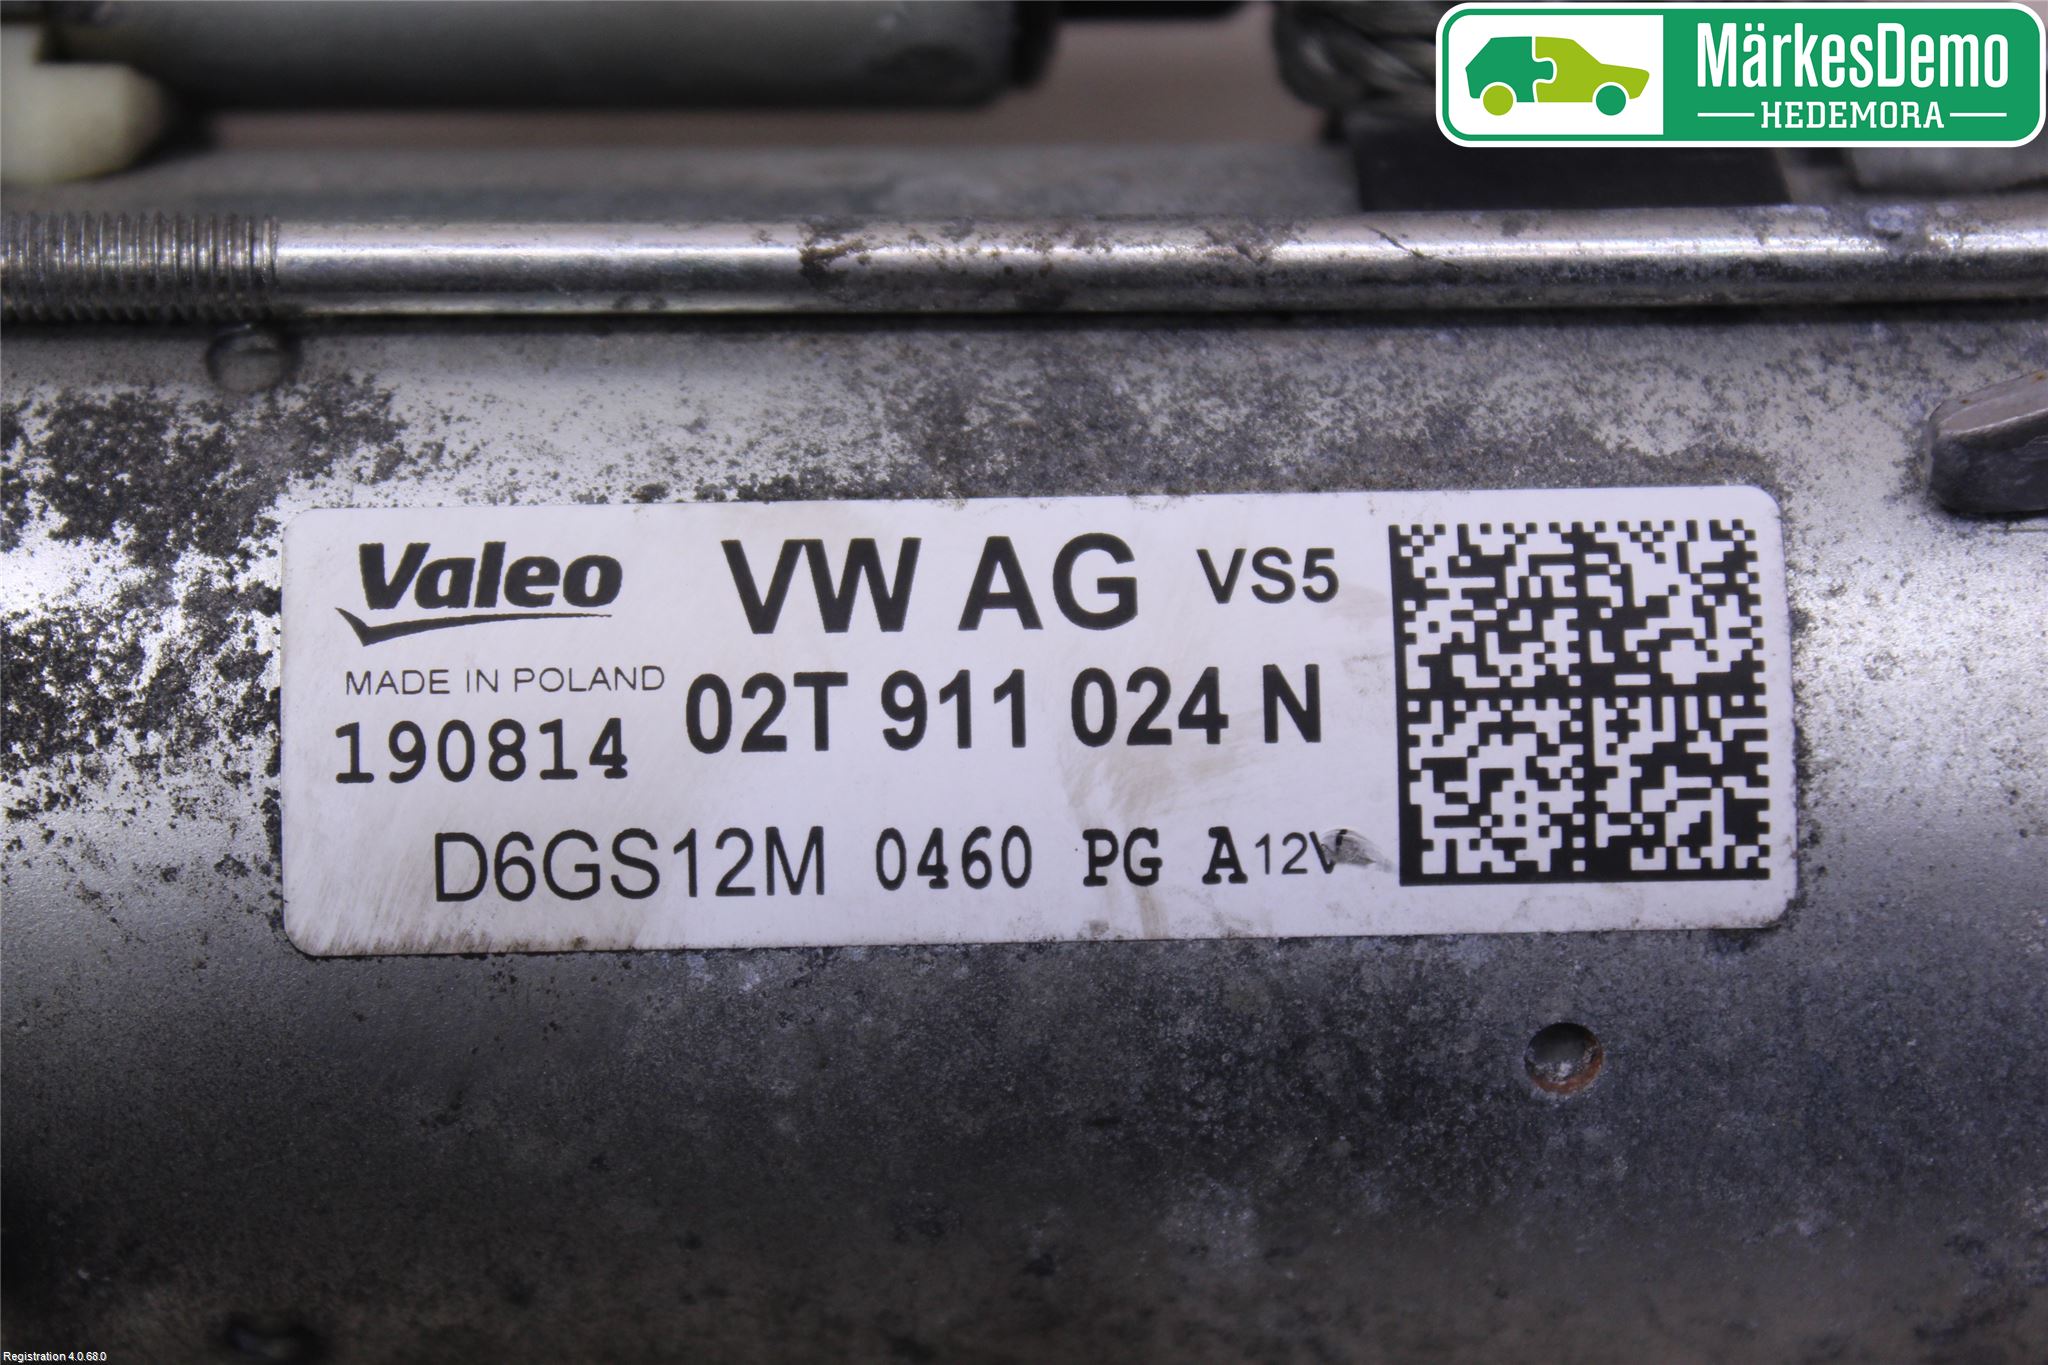 MärkesDemo
HEDEMORA
Valeo VW AG VS5
MADE IN POLAND
190814 02T 911 024 N
D6GS12M 0460 PG A 12V
Registration 4.0.68.0